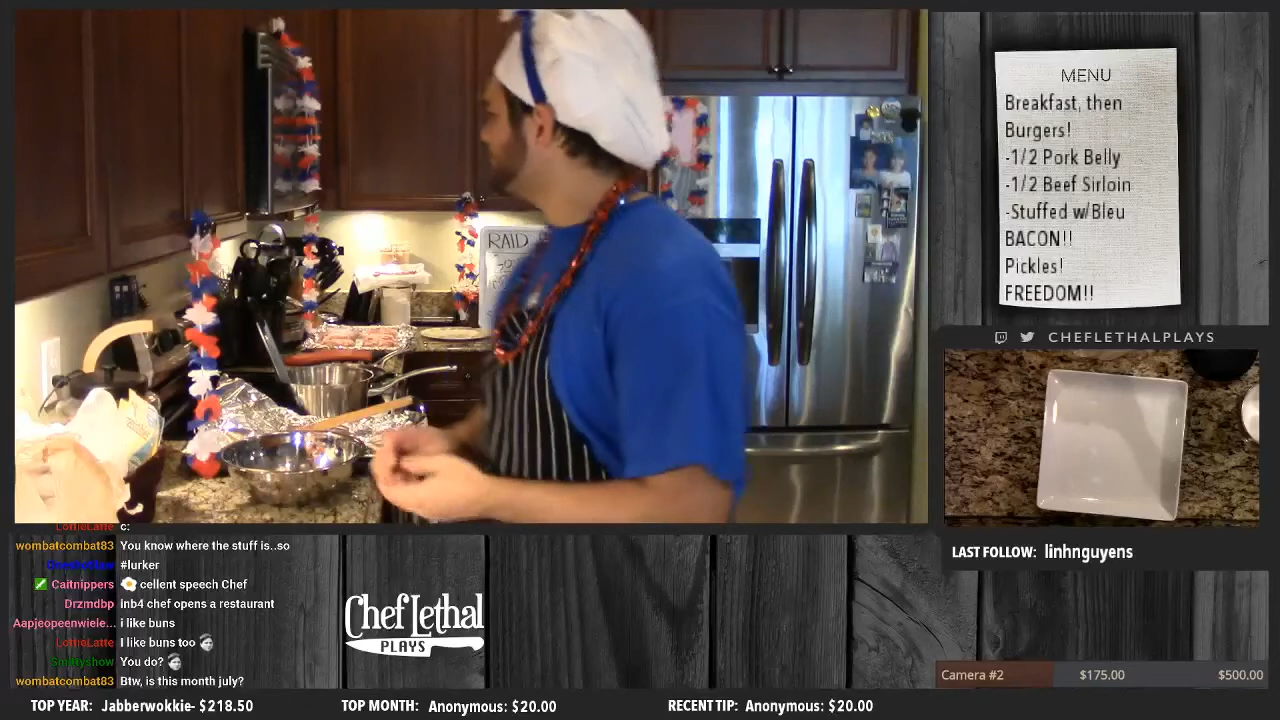 MENU
Breakfast, then
Burgers!
-1/2 Pork Belly
-1/2 Beef Sirloin
-Stuffed w/Bleu
BACON!!
Pickles!
FREEDOM!!
RAID
CHEFLETHALPLAYS
LAST FOLLOW: linhnguyens
LottieLatte c:
wombatcombat83 You know where the stuff is..so
#lurker
Caitnippers cellent speech Chef
Drzmdbp inb4 chef opens a restaurant
Aapjeopeenwiele... i like buns
LottieLatte I like buns too
Smittyshow You do?
wombatcombat83 Btw, is this month july?
Chef Lethal
PLAYS
Camera #2 $175.00 $500.00
TOP YEAR: Jabberwokkie- $218.50
TOP MONTH: Anonymous: $20.00
RECENT TIP: Anonymous: $20.00